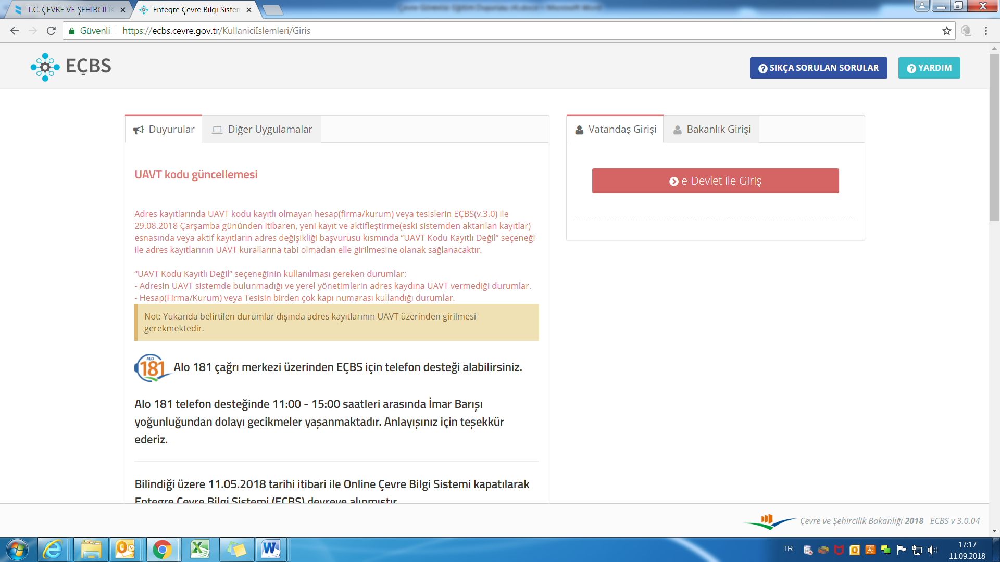 T.C. ÇEVRE VE ŞEHİRCİLİK
Entegre Çevre Bilgi Sisten
Güvenli
https://ecbs.cevre.gov.tr/KullaniciIslemleri/Giris
EÇBS
SIKÇA SORULAN SORULAR
YARDIM
Duyurular
Diğer Uygulamalar
Vatandaş Girişi
Bakanlık Girişi
e-Devlet ile Giriş
UAVT kodu güncellemesi
Adres kayıtlarında UAVT kodu kayıtlı olmayan hesap(firma/kurum) veya tesislerin EÇBS(v.3.0) ile
29.08.2018 Çarşamba gününden itibaren, yeni kayıt ve aktifleştirme(eski sistemden aktarılan kayıtlar)
esnasında veya aktif kayıtların adres değişikliği başvurusu kısmında “UAVT Kodu Kayıtlı Değil” seçeneği
ile adres kayıtlarının UAVT kurallarına tabi olmadan elle girilmesine olanak sağlanacaktır.
“UAVT Kodu Kayıtlı Değil” seçeneğinin kullanılması gereken durumlar:
- Adresin UAVT sistemde bulunmadığı ve yerel yönetimlerin adres kaydına UAVT vermediği durumlar.
- Hesap(Firma/Kurum) veya Tesisin birden çok kapı numarası kullandığı durumlar.
Not: Yukarıda belirtilen durumlar dışında adres kayıtlarının UAVT üzerinden girilmesi
gerekmektedir.
ALO
181
Alo 181 çağrı merkezi üzerinden EÇBS için telefon desteği alabilirsiniz.
Alo 181 telefon desteğinde 11:00 - 15:00 saatleri arasında İmar Barışı
yoğunluğundan dolayı gecikmeler yaşanmaktadır. Anlayışınız için teşekkür
ederiz.
Bilindiği üzere 11.05.2018 tarihi itibari ile Online Çevre Bilgi Sistemi kapatılarak
Entegre Çevre Bilgi Sistemi (EÇBS) devreye alınmıştır.
Çevre ve Şehircilik Bakanlığı 2018 ECBS v 3.0.04
TR
17:17
11.09.2018